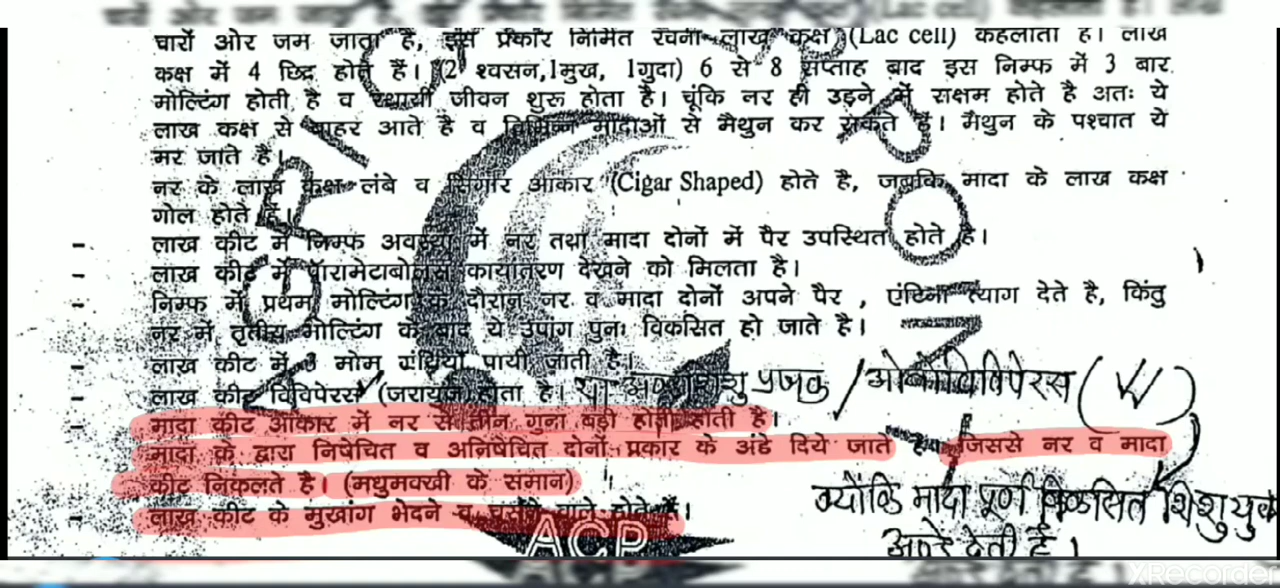 चारों ओर जम जाता है, इस प्रकार निर्मित रचना लाख कक्ष (Lac cell) कहलाता है। लाख
कक्ष में 4 छिद्र होते हैं। (2 श्वसन,1मुख, 1गुदा) 6 से 8 सप्ताह बाद इस निम्फ में 3 बार
मोल्टिंग होती है व स्थायी जीवन शुरू होता है। चूंकि नर ही उड़ने में सक्षम होते है अतः ये
लाख कक्ष से बाहर आते है व विभिन्न मादाओं से मैथुन कर सकते हैं। मैथुन के पश्चात ये
मर जाते है।
नर के लाख कक्ष लंबे व सिगार आकार (Cigar Shaped) होते है, जबकि मादा के लाख कक्ष
गोल होते हैं।
- लाख कीट में निम्फ अवस्था में नर तथा मादा दोनों में पैर उपस्थित होते है।
- लाख कीट में पॉरामेटाबोलस कायांतरण देखने को मिलता है।
- निम्फ में प्रथम मोल्टिंग के दौरान नर व मादा दोनों अपने पैर , एंटिना त्याग देते है, किंतु
नर में तृतीय मोल्टिंग के बाद ये उपांग पुनः विकसित हो जाते है।
- लाख कीट में 3 मोम ग्रंथियाँ पायी जाती है।
- लाख कीट विविपेरस (जरायुज) होता है। या अण्डशिशु प्रजक / ओवोविविपेरस
- मादा कीट आकार में नर से तीन गुना बड़ी होती होती है।
- मादा के द्वारा निषेचित व अनिषेचित दोनों प्रकार के अंडे दिये जाते है जिससे नर व मादा
कीट निकलते है। (मधुमक्खी के समान)
- लाख कीट के मुखांग भेदने व चूसने वाले होते हैं।
क्योंकि मादा पूर्ण विकसित शिशु युक्त
अण्डे देती है।
ACP
XRecorder